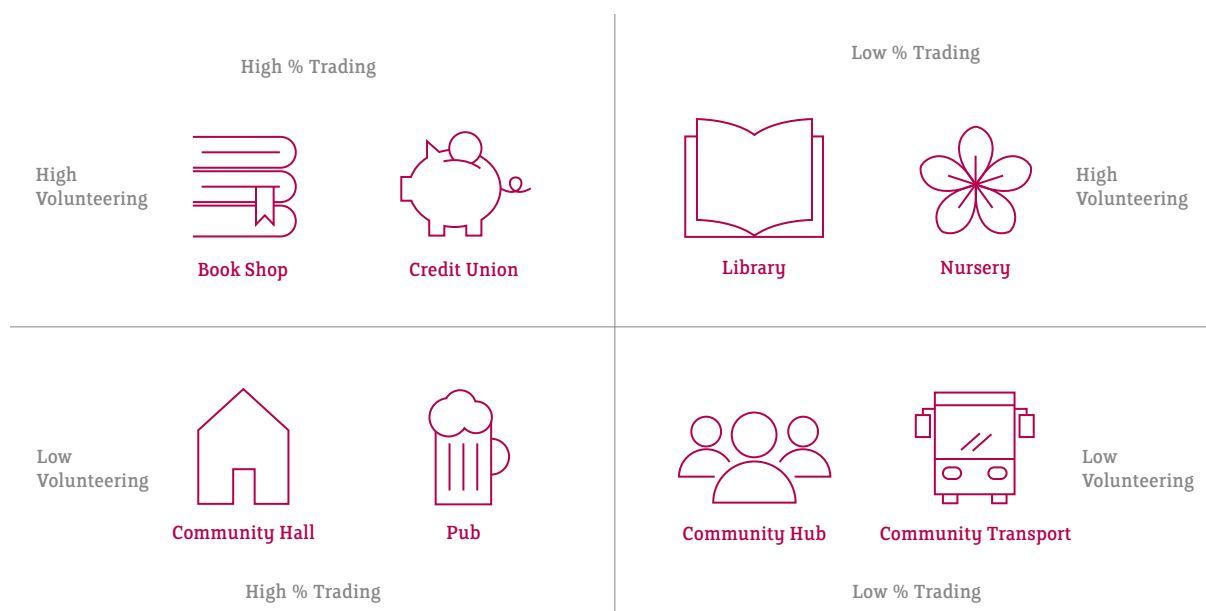 High % Trading
Low % Trading
High
Volunteering
High
Volunteering
Book Shop
Credit Union
Library
Nursery
Low
Volunteering
Low
Volunteering
Community Hall
Pub
Community Hub
Community Transport
High % Trading
Low % Trading